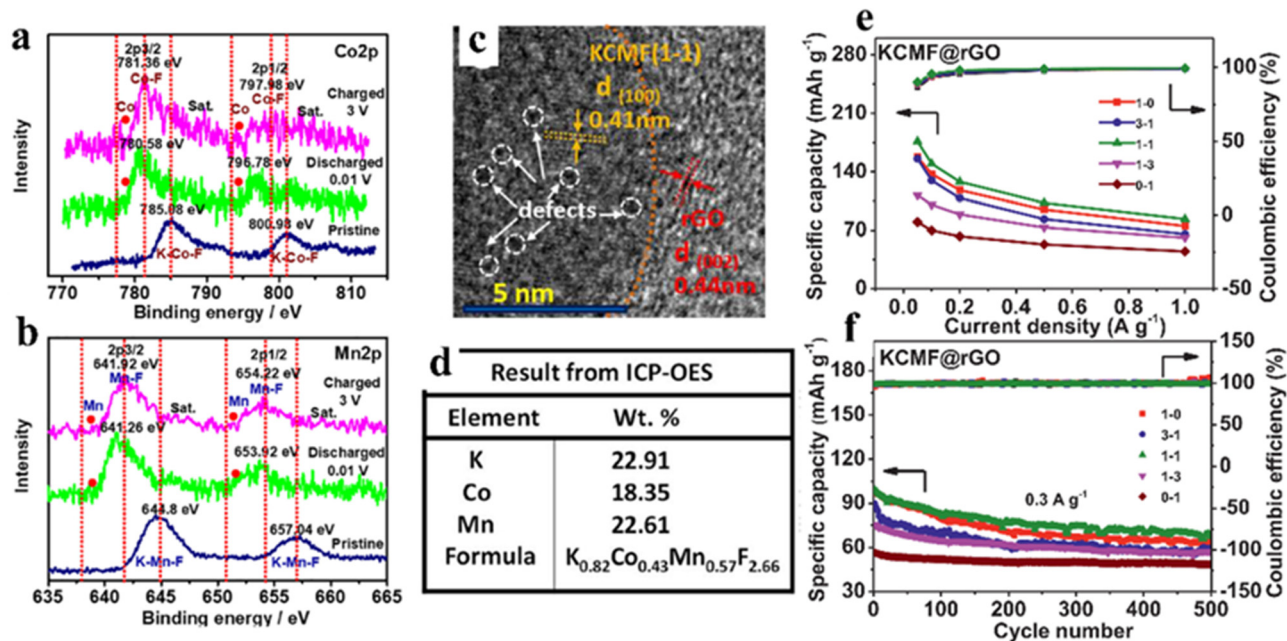 a
Co2p
2p3/2
781.36 eV
Co-F
Co
Sat.
2p1/2
797.98 eV
Co-F
Co
Sat.
Charged
3 V
780.58 eV
796.78 eV
Discharged
0.01 V
785.08 eV
800.98 eV
Pristine
K-Co-F
K-Co-F
Intensity
770 780 790 800 810
Binding energy / eV
b
Mn2p
2p3/2
641.92 eV
Mn-F
Mn
Sat.
2p1/2
654.22 eV
Mn-F
Mn
Sat.
Charged
3 V
641.26 eV
653.92 eV
Discharged
0.01 V
644.8 eV
657.04 eV
Pristine
K-Mn-F
K-Mn-F
Intensity
635 640 645 650 655 660 665
Binding energy / eV
c
KCMF(1-1)
d (100)
0.41nm
defects
rGO
d (002)
0.44nm
5 nm
d
Result from ICP-OES
Element Wt. %
K 22.91
Co 18.35
Mn 22.61
Formula K0.82Co0.43Mn0.57F2.66
e
KCMF@rGO
Specific capacity (mAh g-1)
280
210
140
70
0
1-0
3-1
1-1
1-3
0-1
100
50
0
-50
Coulombic efficiency (%)
0.0 0.2 0.4 0.6 0.8 1.0
Current density (A g-1)
f
KCMF@rGO
Specific capacity (mAh g-1)
180
150
120
90
60
30
1-0
3-1
1-1
1-3
0-1
0.3 A g-1
150
100
50
0
-50
-100
-150
Coulombic efficiency (%)
0 100 200 300 400 500
Cycle number